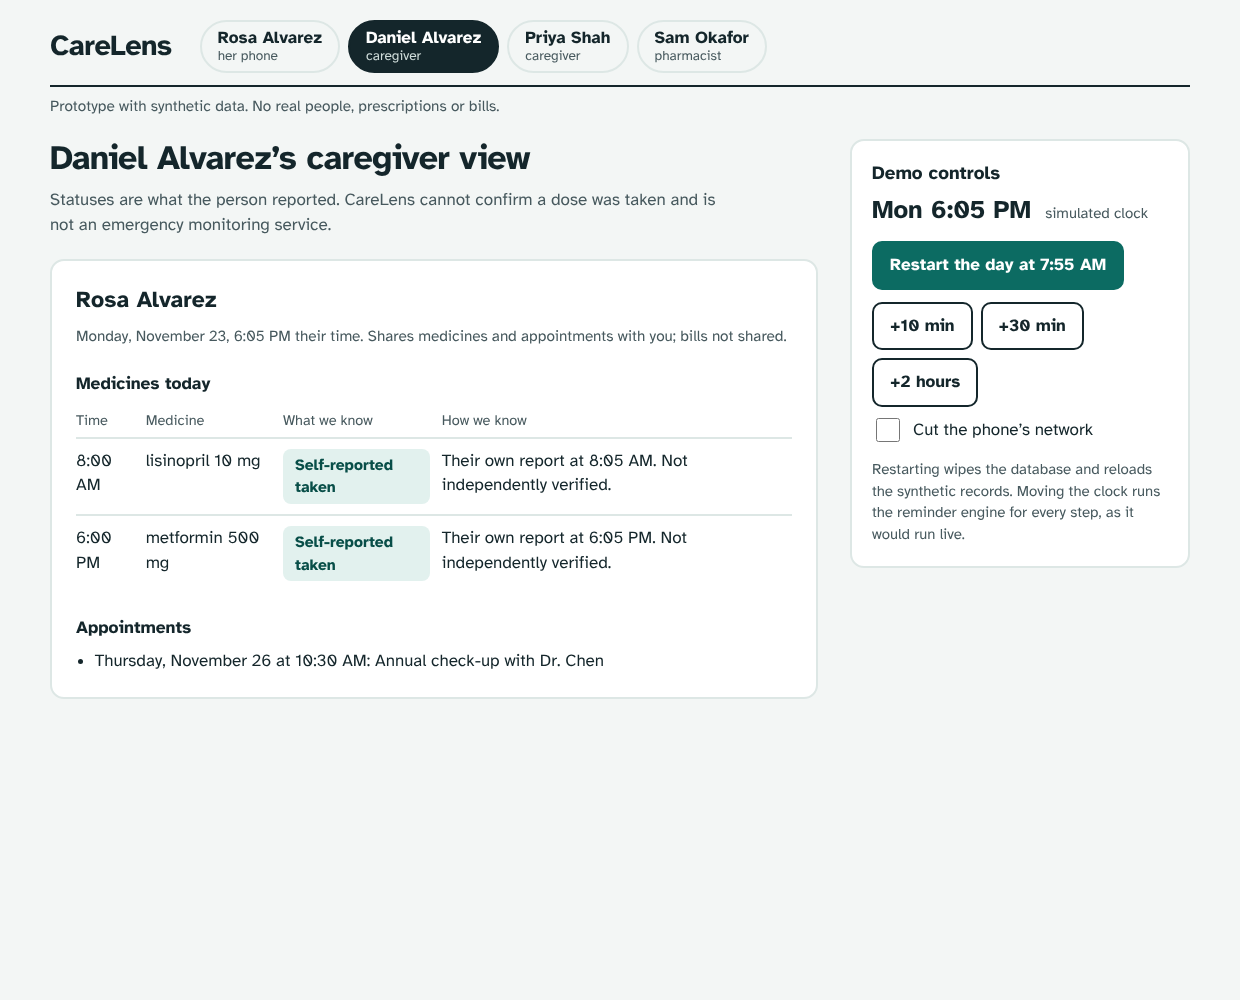 CareLens
Rosa Alvarez
her phone
Daniel Alvarez
caregiver
Priya Shah
caregiver
Sam Okafor
pharmacist
Prototype with synthetic data. No real people, prescriptions or bills.
Daniel Alvarez’s caregiver view
Statuses are what the person reported. CareLens cannot confirm a dose was taken and is
not an emergency monitoring service.
Rosa Alvarez
Monday, November 23, 6:05 PM their time. Shares medicines and appointments with you; bills not shared.
Medicines today
Time Medicine What we know How we know
8:00 AM
lisinopril 10 mg
Self-reported
taken
Their own report at 8:05 AM. Not
independently verified.
6:00 PM
metformin 500
mg
Self-reported
taken
Their own report at 6:05 PM. Not
independently verified.
Appointments
• Thursday, November 26 at 10:30 AM: Annual check-up with Dr. Chen
Demo controls
Mon 6:05 PM simulated clock
Restart the day at 7:55 AM
+10 min +30 min
+2 hours
Cut the phone’s network
Restarting wipes the database and reloads
the synthetic records. Moving the clock runs
the reminder engine for every step, as it
would run live.